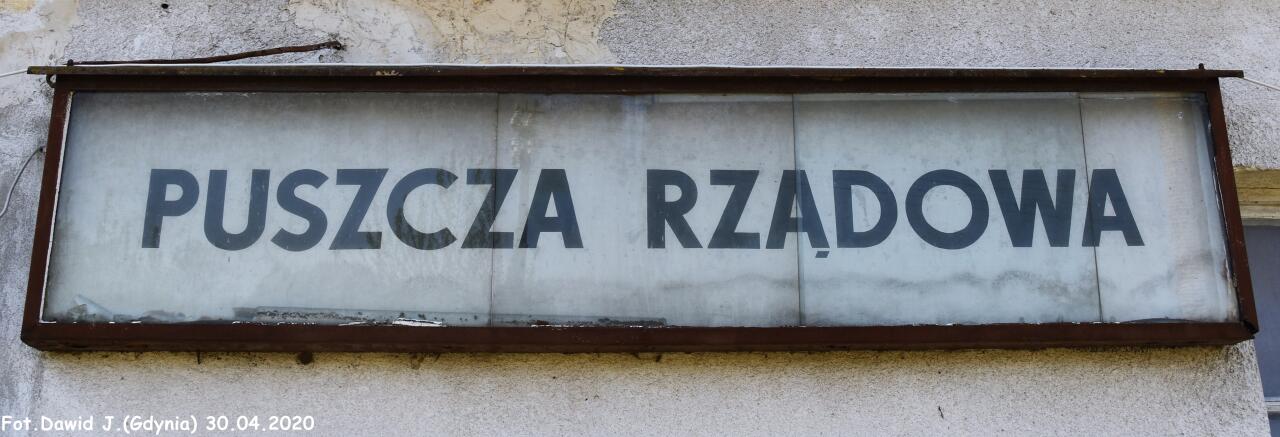 PUSZCZA RZĄDOWA
Fot.Dawid J.(Gdynia) 30.04.2020